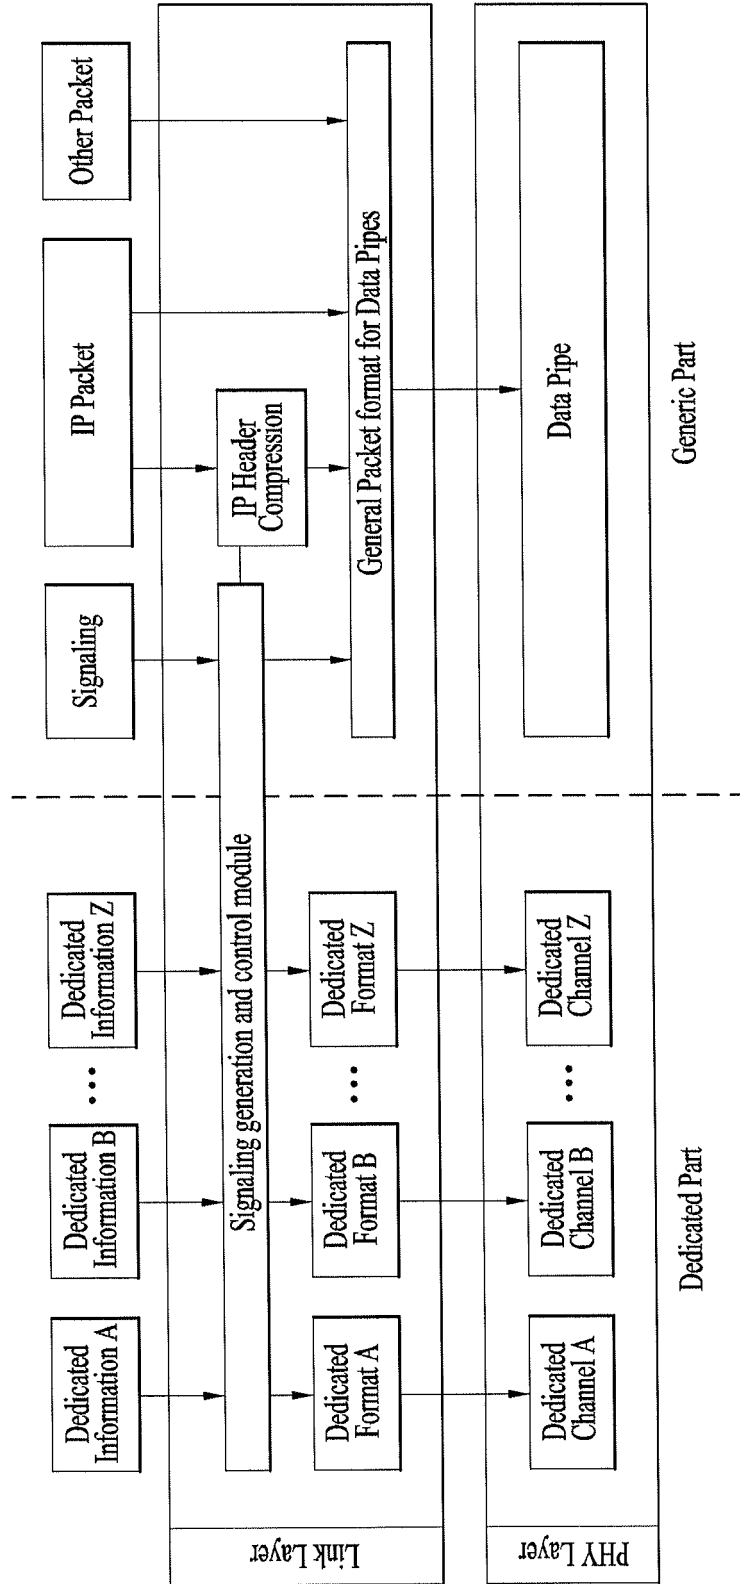 Dedicated
Information A
Dedicated
Information B
Dedicated
Information Z
Signaling
IP Packet
Other Packet
Link Layer
Signaling generation and control module
IP Header
Compression
Dedicated
Format A
Dedicated
Format B
Dedicated
Format Z
General Packet format for Data Pipes
PHY Layer
Dedicated
Channel A
Dedicated
Channel B
Dedicated
Channel Z
Data Pipe
Dedicated Part
Generic Part